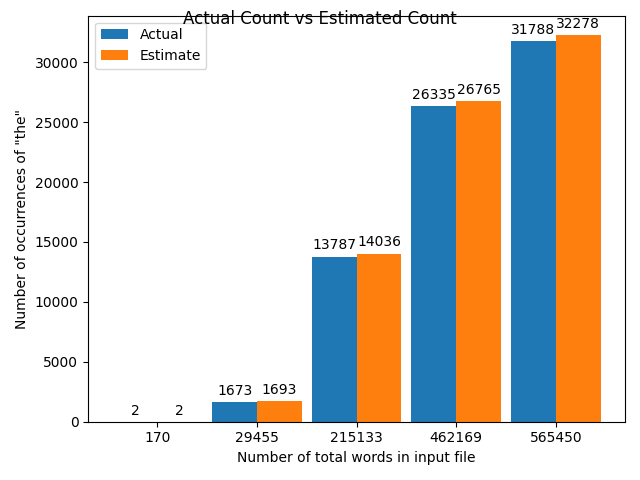 Actual Count vs Estimated Count
Actual
Estimate
Number of occurrences of "the"
30000
25000
20000
15000
10000
5000
0
2 2
1673 1693
13787 14036
26335 26765
31788 32278
170 29455 215133 462169 565450
Number of total words in input file